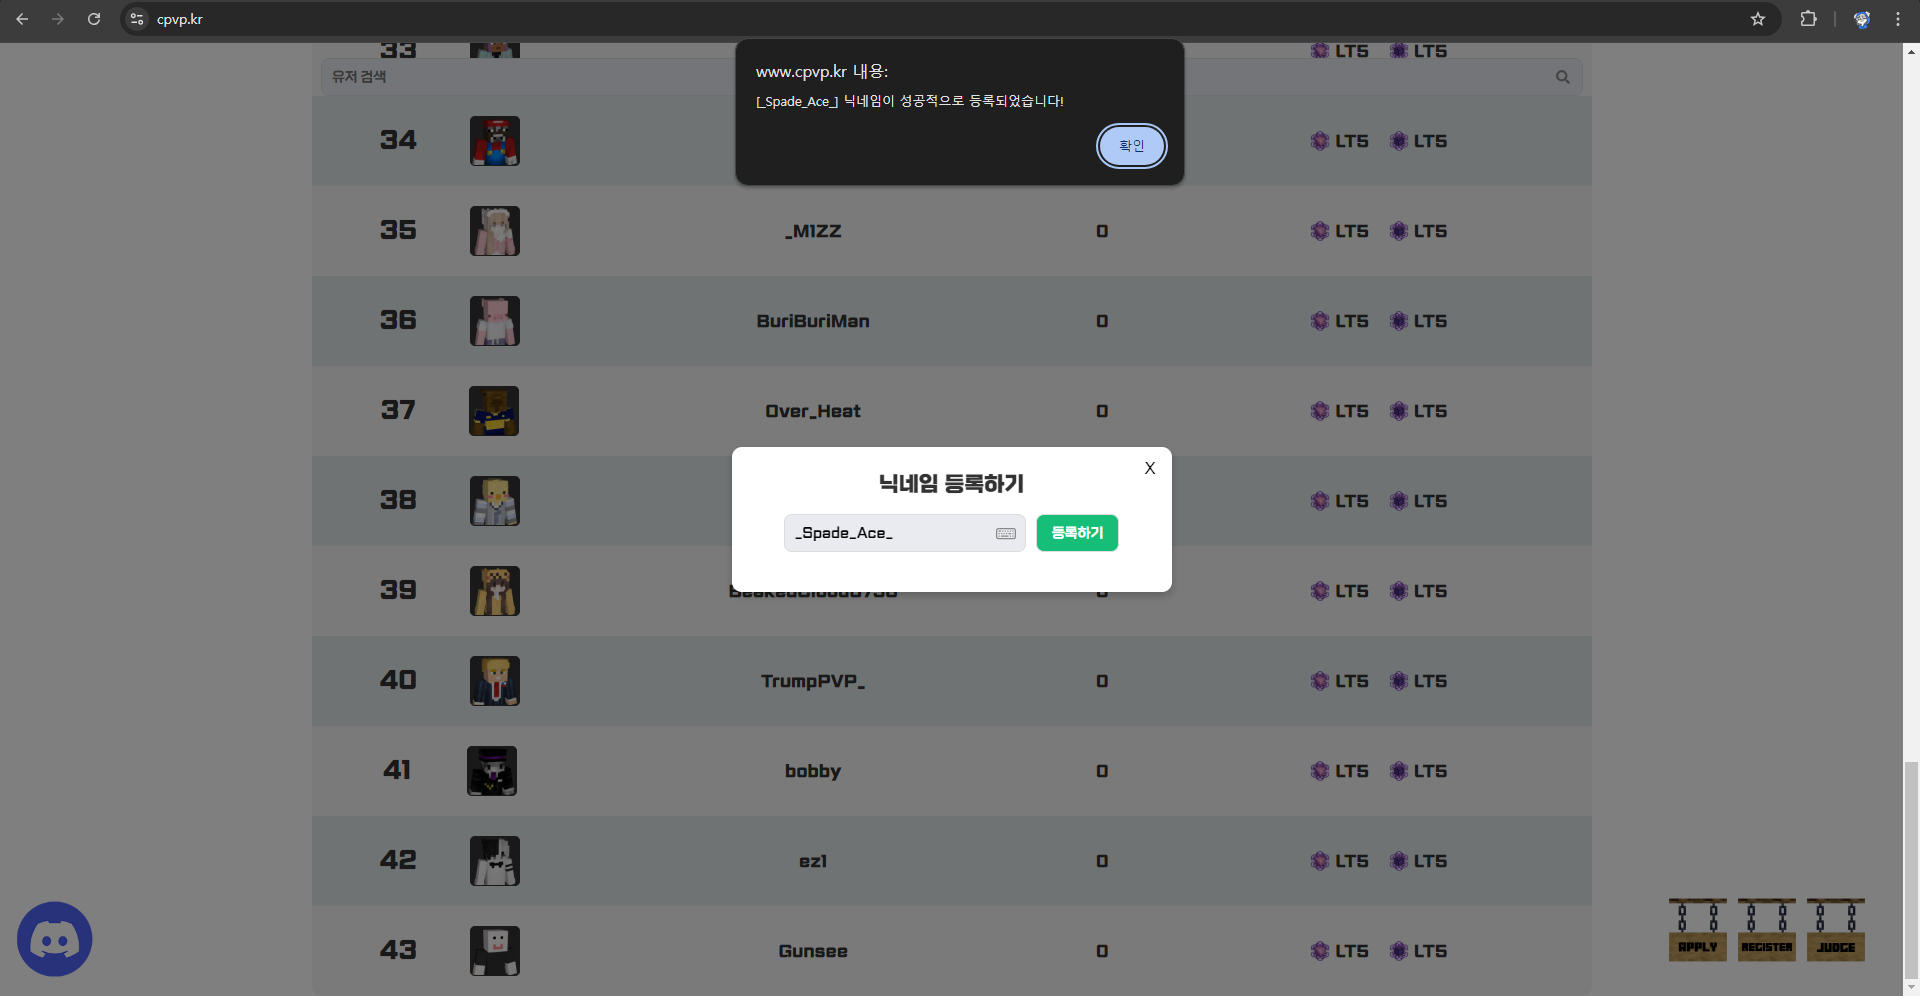 cpvp.kr
33
LT5 LT5
유저 검색
www.cpvp.kr 내용:
[_Spade_Ace_] 닉네임이 성공적으로 등록되었습니다!
확인
34 LT5 LT5
35 _M1ZZ 0 LT5 LT5
36 BuriBuriMan 0 LT5 LT5
37 Over_Heat 0 LT5 LT5
38 LT5 LT5
닉네임 등록하기
X
_Spade_Ace_
등록하기
39 0 LT5 LT5
40 TrumpPVP_ 0 LT5 LT5
41 bobby 0 LT5 LT5
42 ez1 0 LT5 LT5
43 Gunsee 0 LT5 LT5
APPLY REGISTER JUDGE